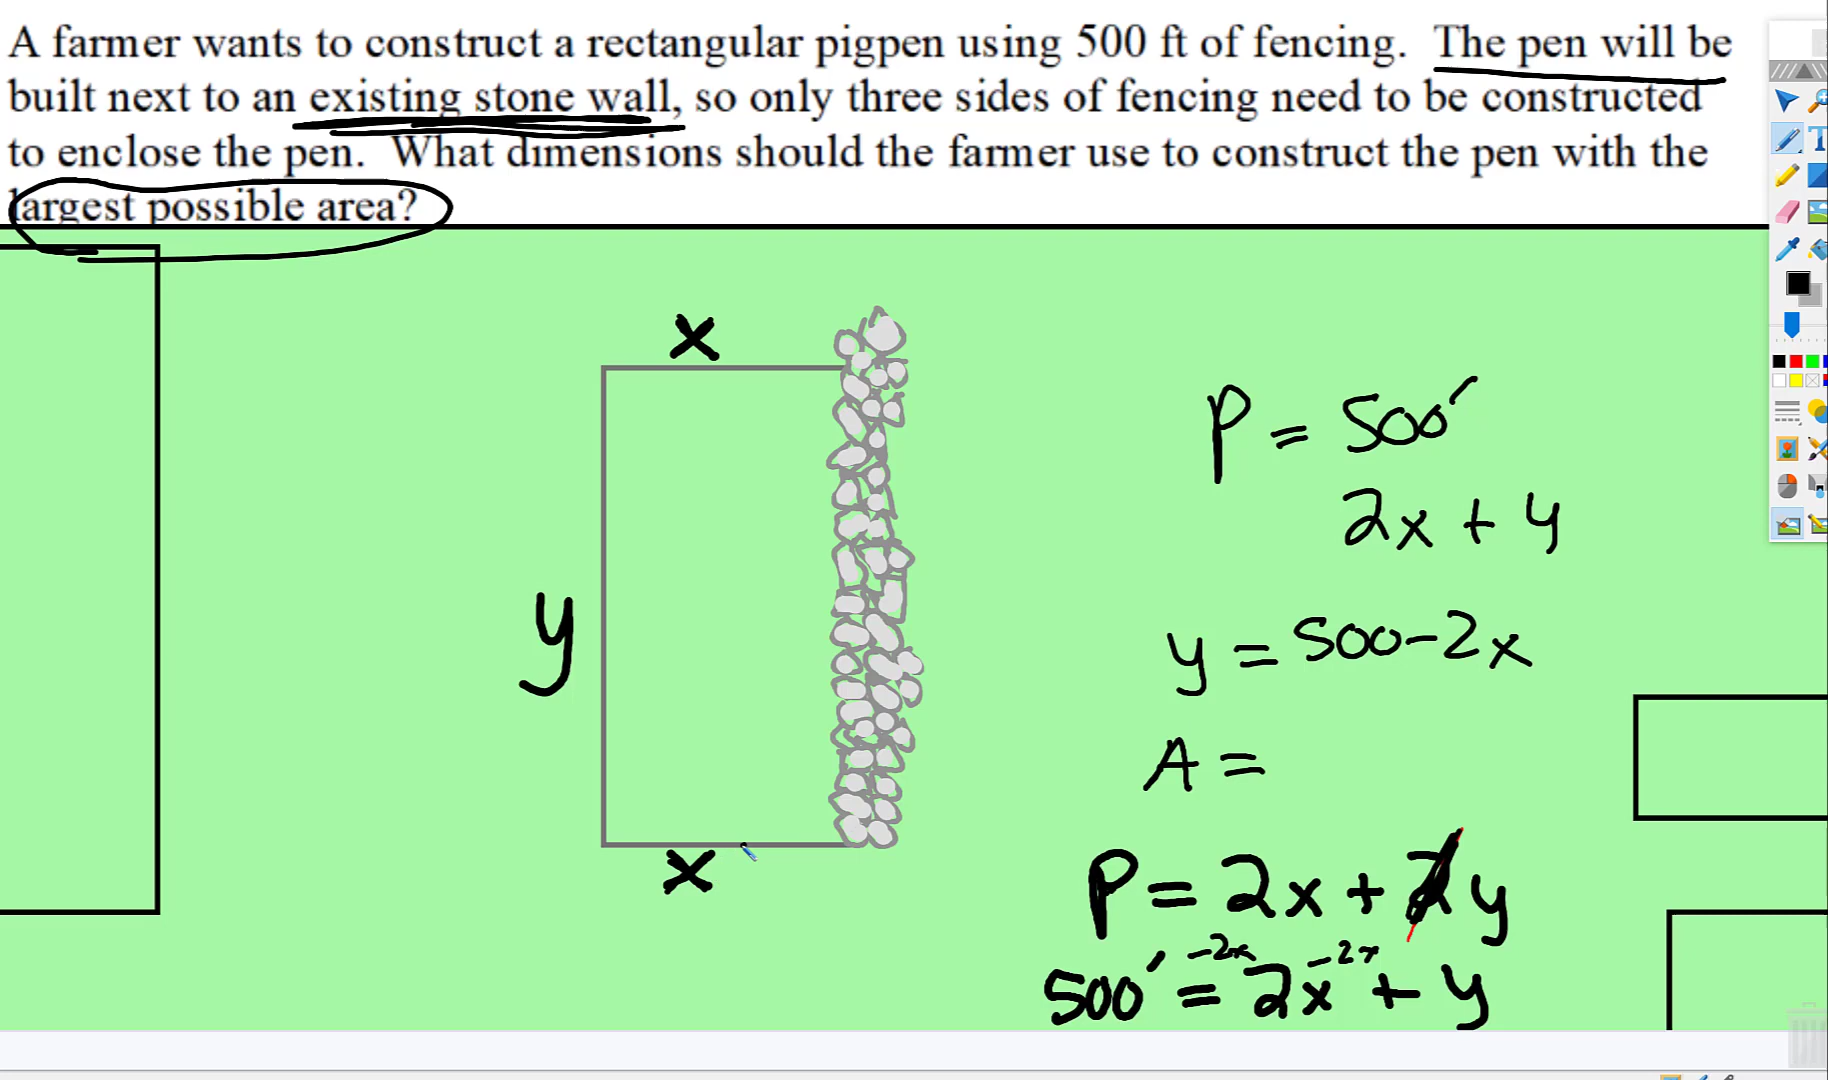 A farmer wants to construct a rectangular pigpen using 500 ft of fencing. The pen will be
built next to an existing stone wall, so only three sides of fencing need to be constructed
to enclose the pen. What dimensions should the farmer use to construct the pen with the
largest possible area?
x
P = 500'
2x + y
y
y = 500-2x
A =
x
P = 2x + 2y
-2x -2x
500' = 2x + y